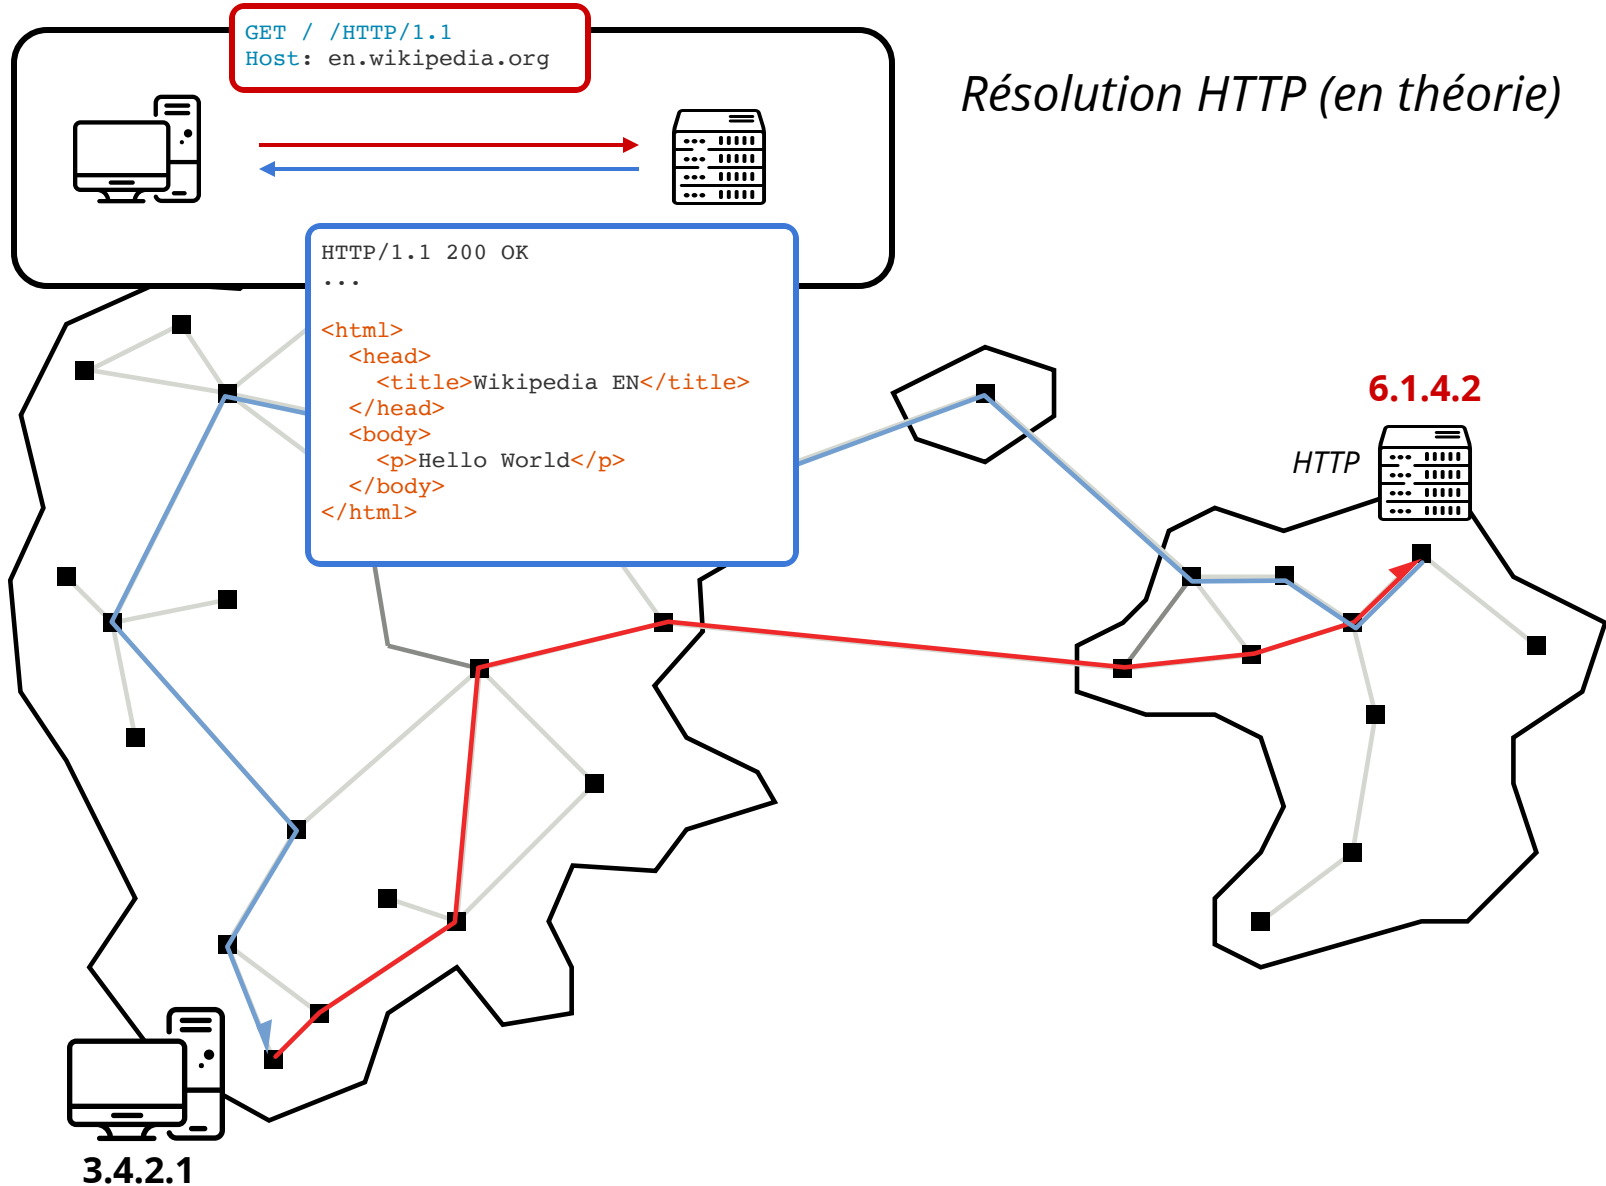 GET / /HTTP/1.1
Host: en.wikipedia.org
Résolution HTTP (en théorie)
HTTP/1.1 200 OK
...
<html>
  <head>
    <title>Wikipedia EN</title>
  </head>
  <body>
    <p>Hello World</p>
  </body>
</html>
6.1.4.2
HTTP
3.4.2.1